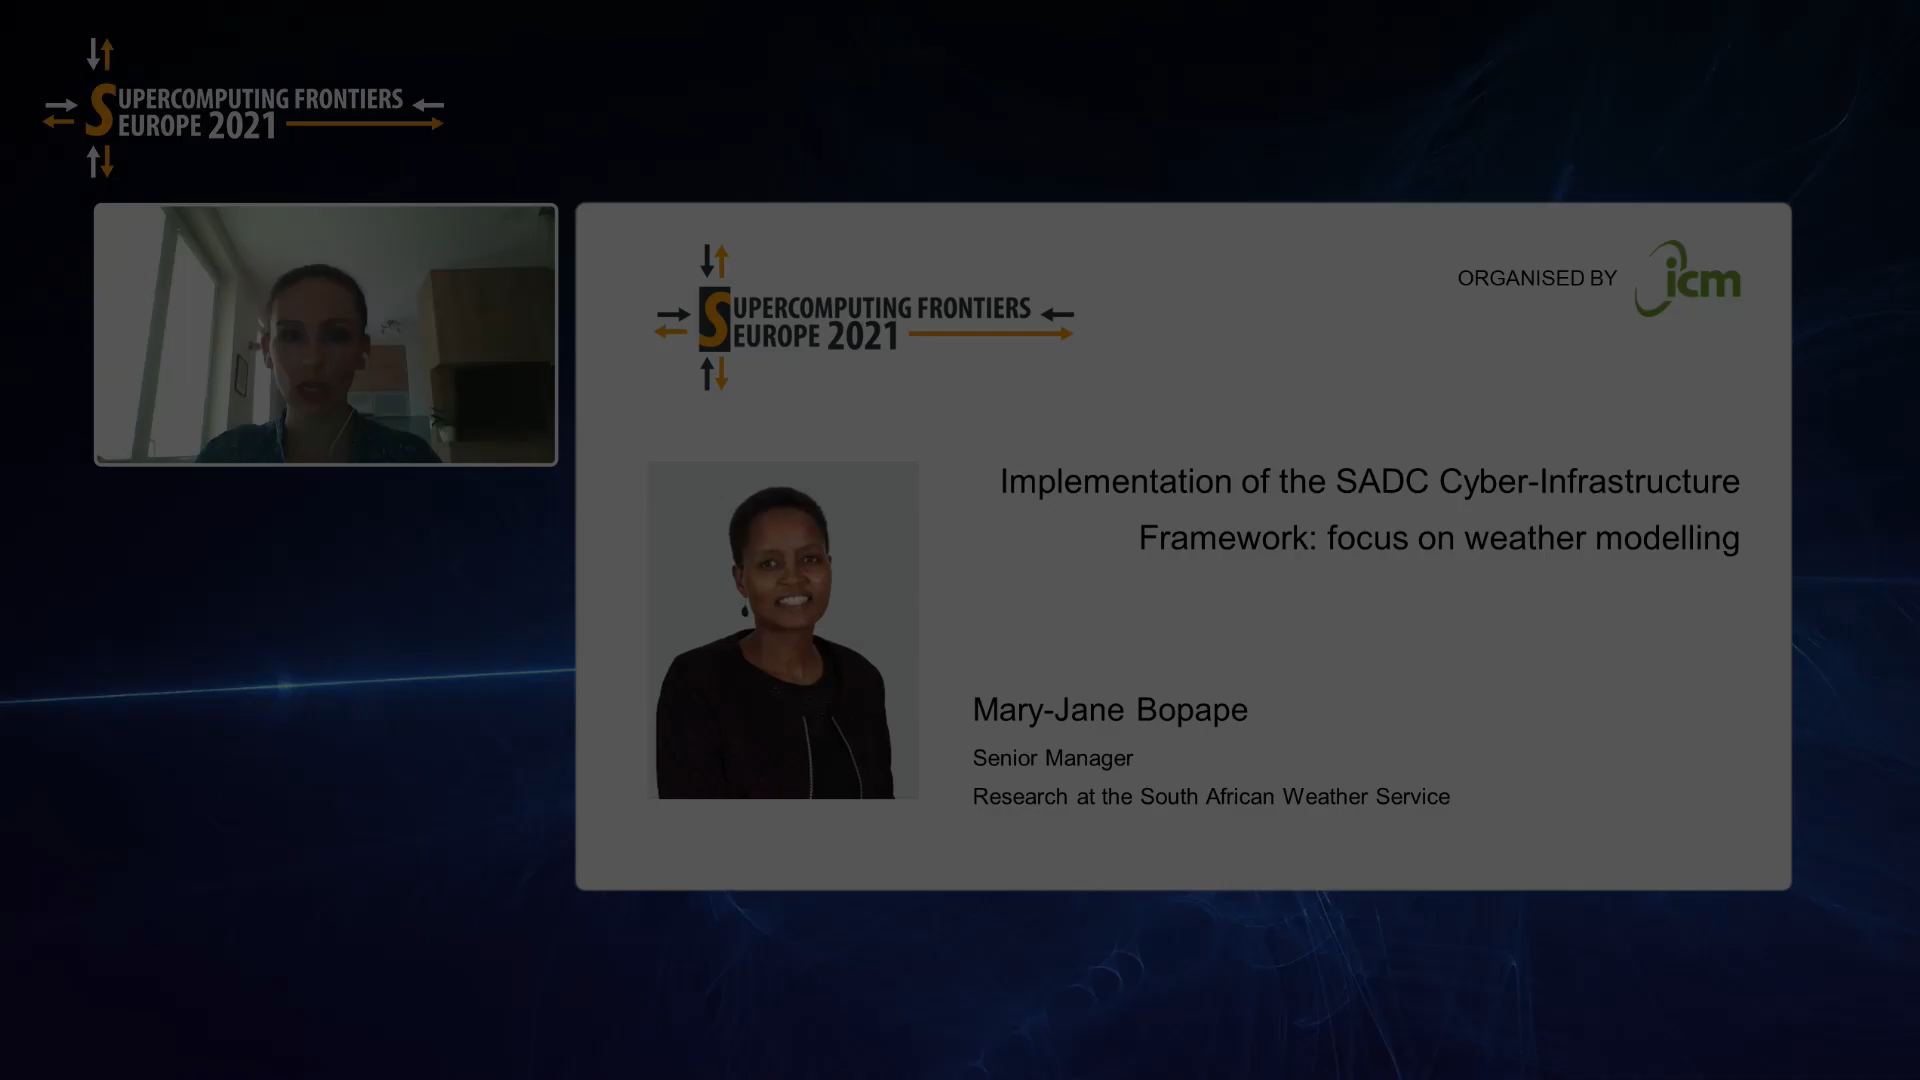 SUPERCOMPUTING FRONTIERS
EUROPE 2021
ORGANISED BY
icm
SUPERCOMPUTING FRONTIERS
EUROPE 2021
Implementation of the SADC Cyber-Infrastructure
Framework: focus on weather modelling
Mary-Jane Bopape
Senior Manager
Research at the South African Weather Service